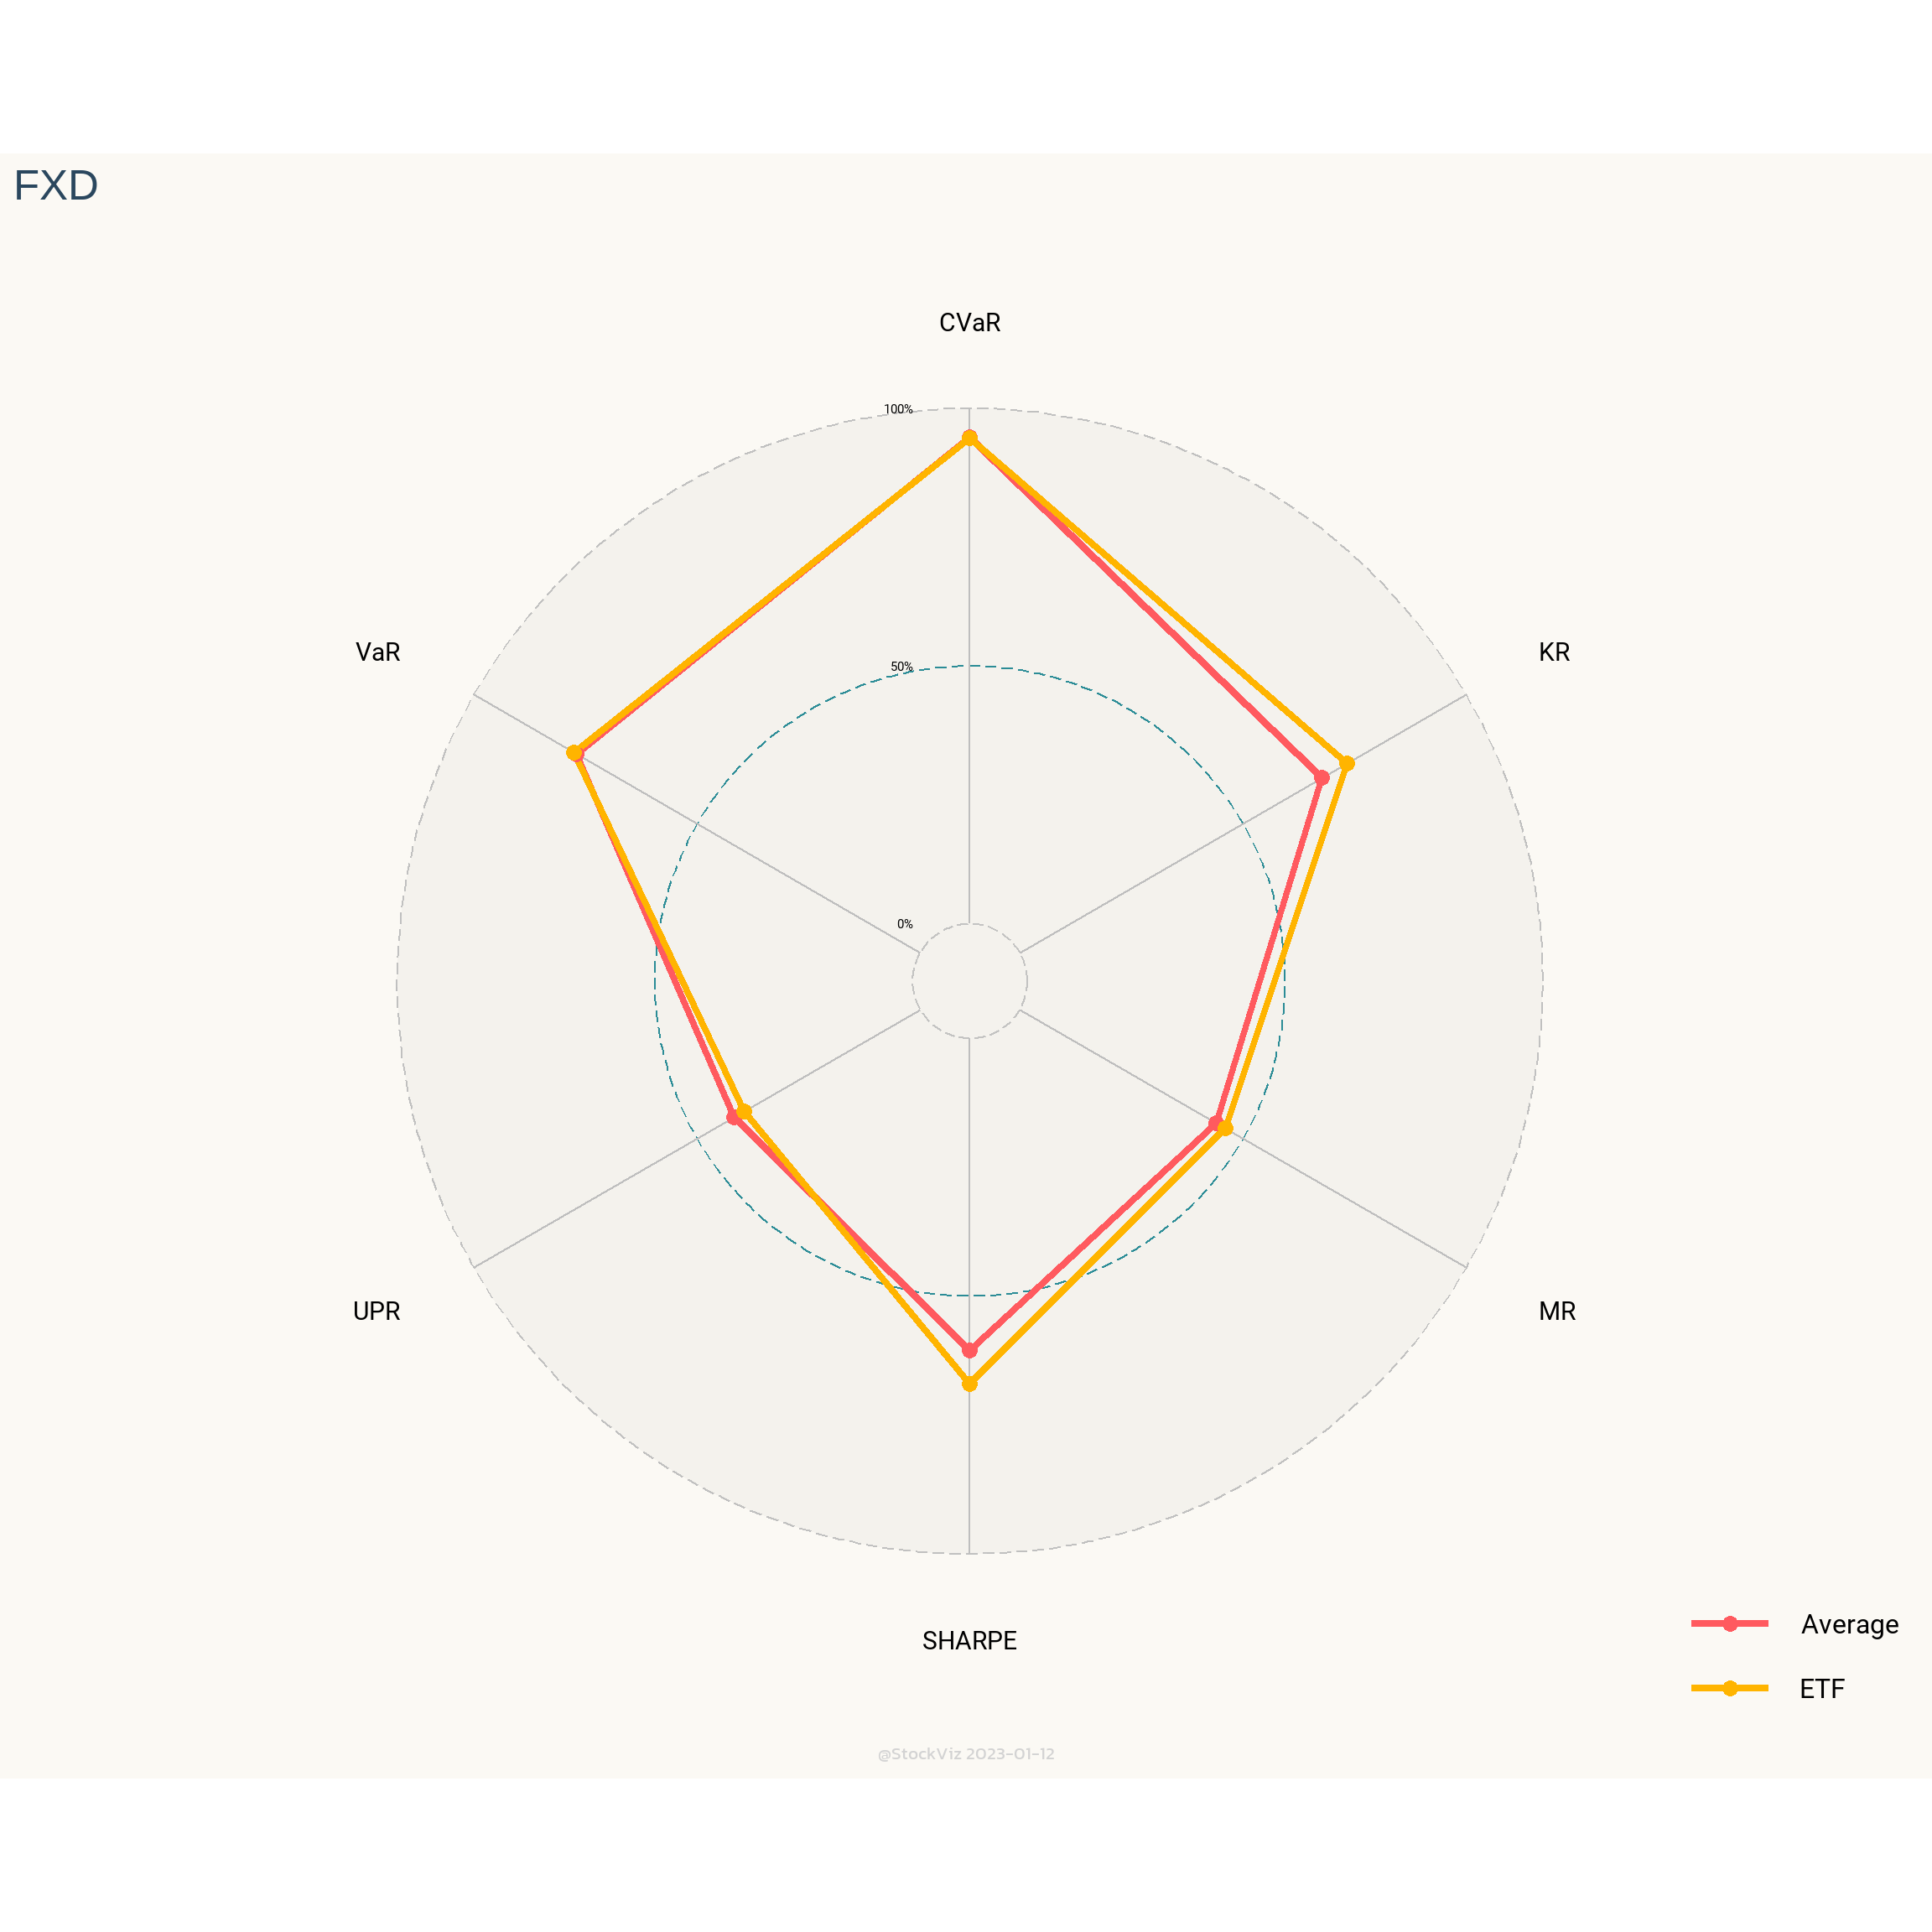 FXD
CVaR
100%
KR
VaR
50%
0%
UPR
MR
SHARPE
Average
ETF
@StockViz 2023-01-12